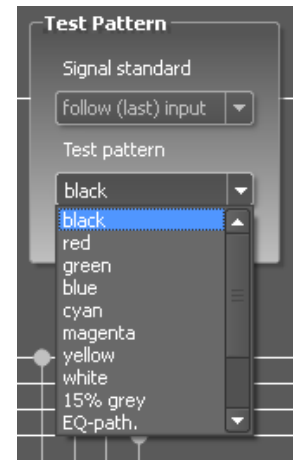 Test Pattern
Signal standard
follow (last) input
Test pattern
black
black
red
green
blue
cyan
magenta
yellow
white
15% grey
EQ-path.